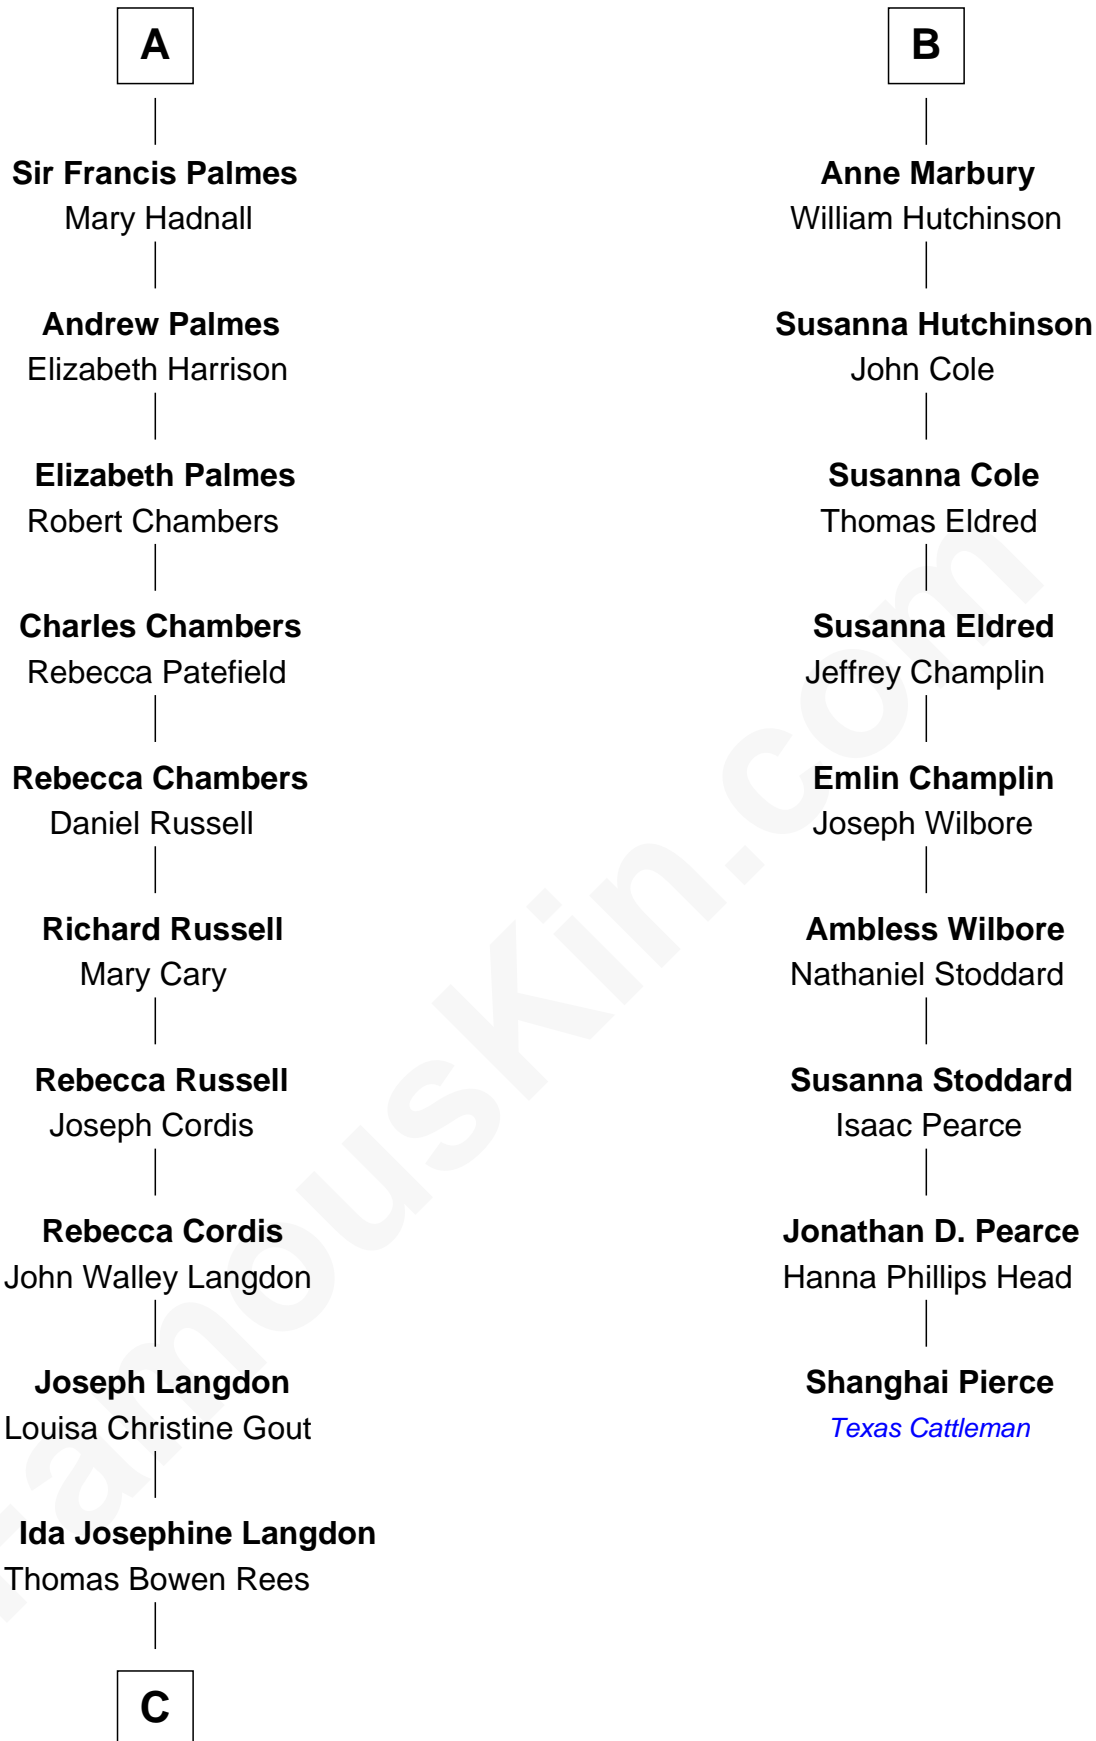 A
Sir Francis Palmes
Mary Hadnall
Andrew Palmes
Elizabeth Harrison
Elizabeth Palmes
Robert Chambers
Charles Chambers
Rebecca Patefield
Rebecca Chambers
Daniel Russell
Richard Russell
Mary Cary
Rebecca Russell
Joseph Cordis
Rebecca Cordis
John Walley Langdon
Joseph Langdon
Louisa Christine Gout
Ida Josephine Langdon
Thomas Bowen Rees
C
B
Anne Marbury
William Hutchinson
Susanna Hutchinson
John Cole
Susanna Cole
Thomas Eldred
Susanna Eldred
Jeffrey Champlin
Emlin Champlin
Joseph Wilbore
Ambless Wilbore
Nathaniel Stoddard
Susanna Stoddard
Isaac Pearce
Jonathan D. Pearce
Hanna Phillips Head
Shanghai Pierce
Texas Cattleman
FamousKin.com